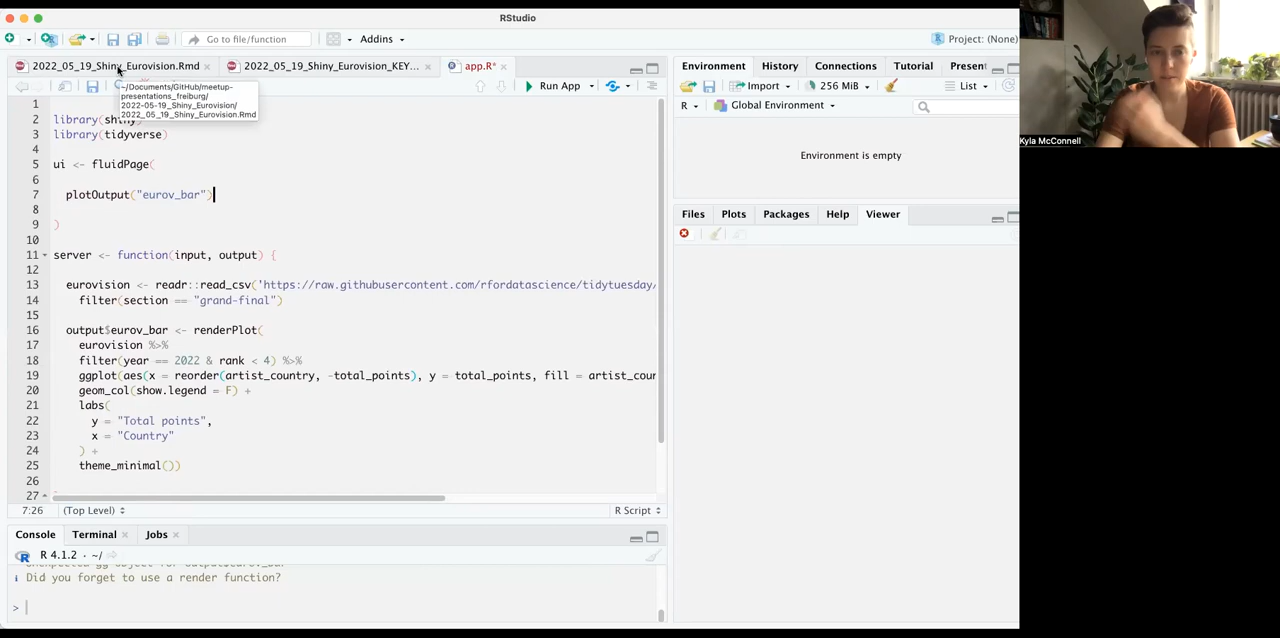 RStudio
Go to file/function
Addins
Project: (None)
2022_05_19_Shiny_Eurovision.Rmd
2022_05_19_Shiny_Eurovision_KEY...
app.R*
Run App
~/Documents/GitHub/meetup-
presentations_freiburg/
2022-05-19_Shiny_Eurovision/
2022_05_19_Shiny_Eurovision.Rmd
1
2 library(shiny)
3 library(tidyverse)
4
5 ui <- fluidPage(
6
7 plotOutput("eurov_bar")
8
9 )
10
11 server <- function(input, output) {
12
13 eurovision <- readr::read_csv('https://raw.githubusercontent.com/rfordatascience/tidytuesday/
14 filter(section == "grand-final")
15
16 output$eurov_bar <- renderPlot(
17 eurovision %>%
18 filter(year == 2022 & rank < 4) %>%
19 ggplot(aes(x = reorder(artist_country, -total_points), y = total_points, fill = artist_cour
20 geom_col(show.legend = F) +
21 labs(
22 y = "Total points",
23 x = "Country"
24 ) +
25 theme_minimal())
26
27
7:26 (Top Level) R Script
Console Terminal Jobs
R 4.1.2 · ~/
i Did you forget to use a render function?
>
Environment History Connections Tutorial Present
Import 256 MiB List
R Global Environment
Environment is empty
Files Plots Packages Help Viewer
Kyla McConnell